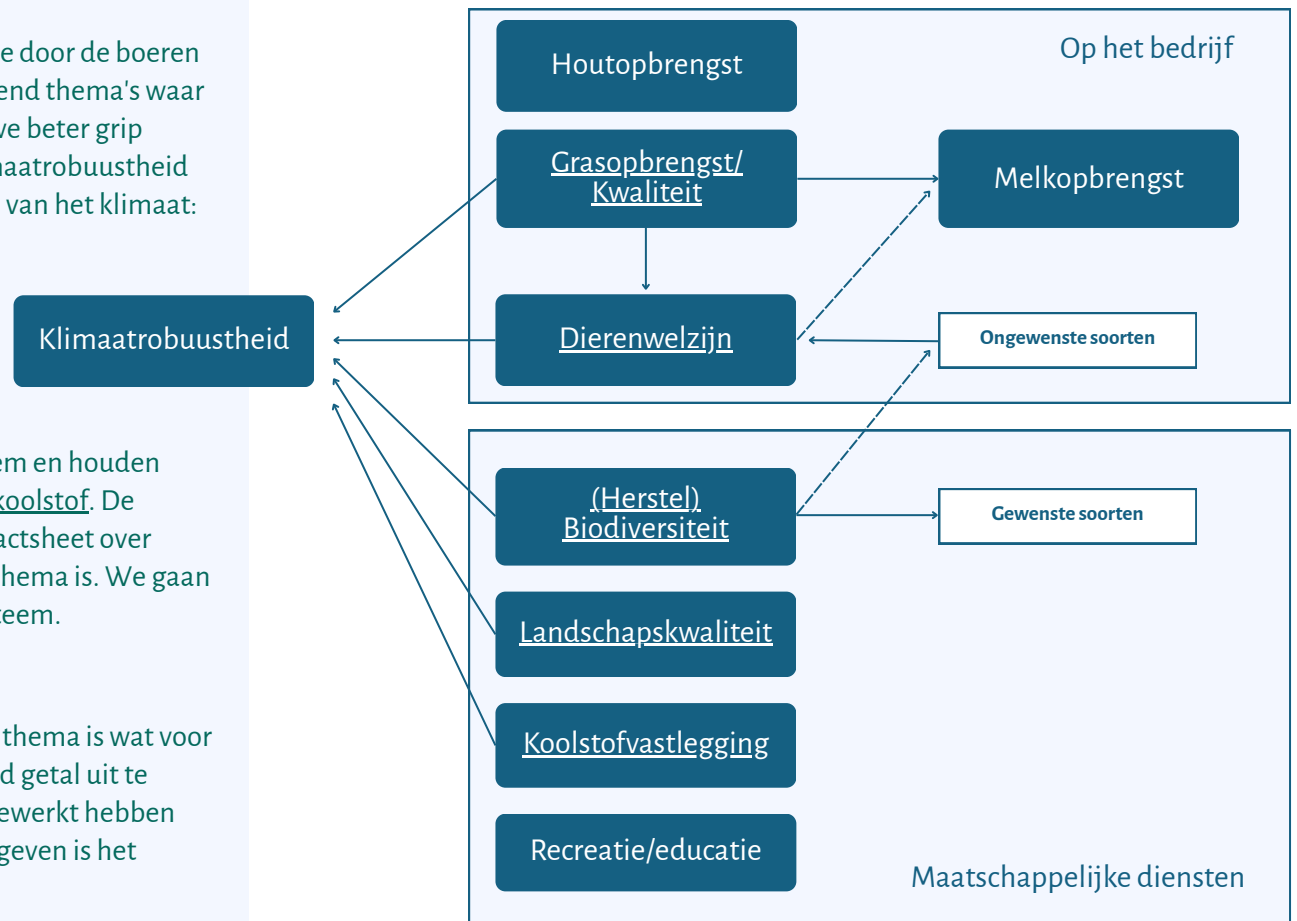 e door de boeren
end thema's waar
beter grip
maatrobuustheid
van het klimaat:
Klimaatrobuustheid
em en houden
koolstof. De
actsheet over
thema is. We gaan
teem.
thema is wat voor
d getal uit te
ewerkt hebben
geven is het
Op het bedrijf
Houtopbrengst
Grasopbrengst/
Kwaliteit
Melkopbrengst
Dierenwelzijn
Ongewenste soorten
(Herstel)
Biodiversiteit
Gewenste soorten
Landschapskwaliteit
Koolstofvastlegging
Recreatie/educatie
Maatschappelijke diensten